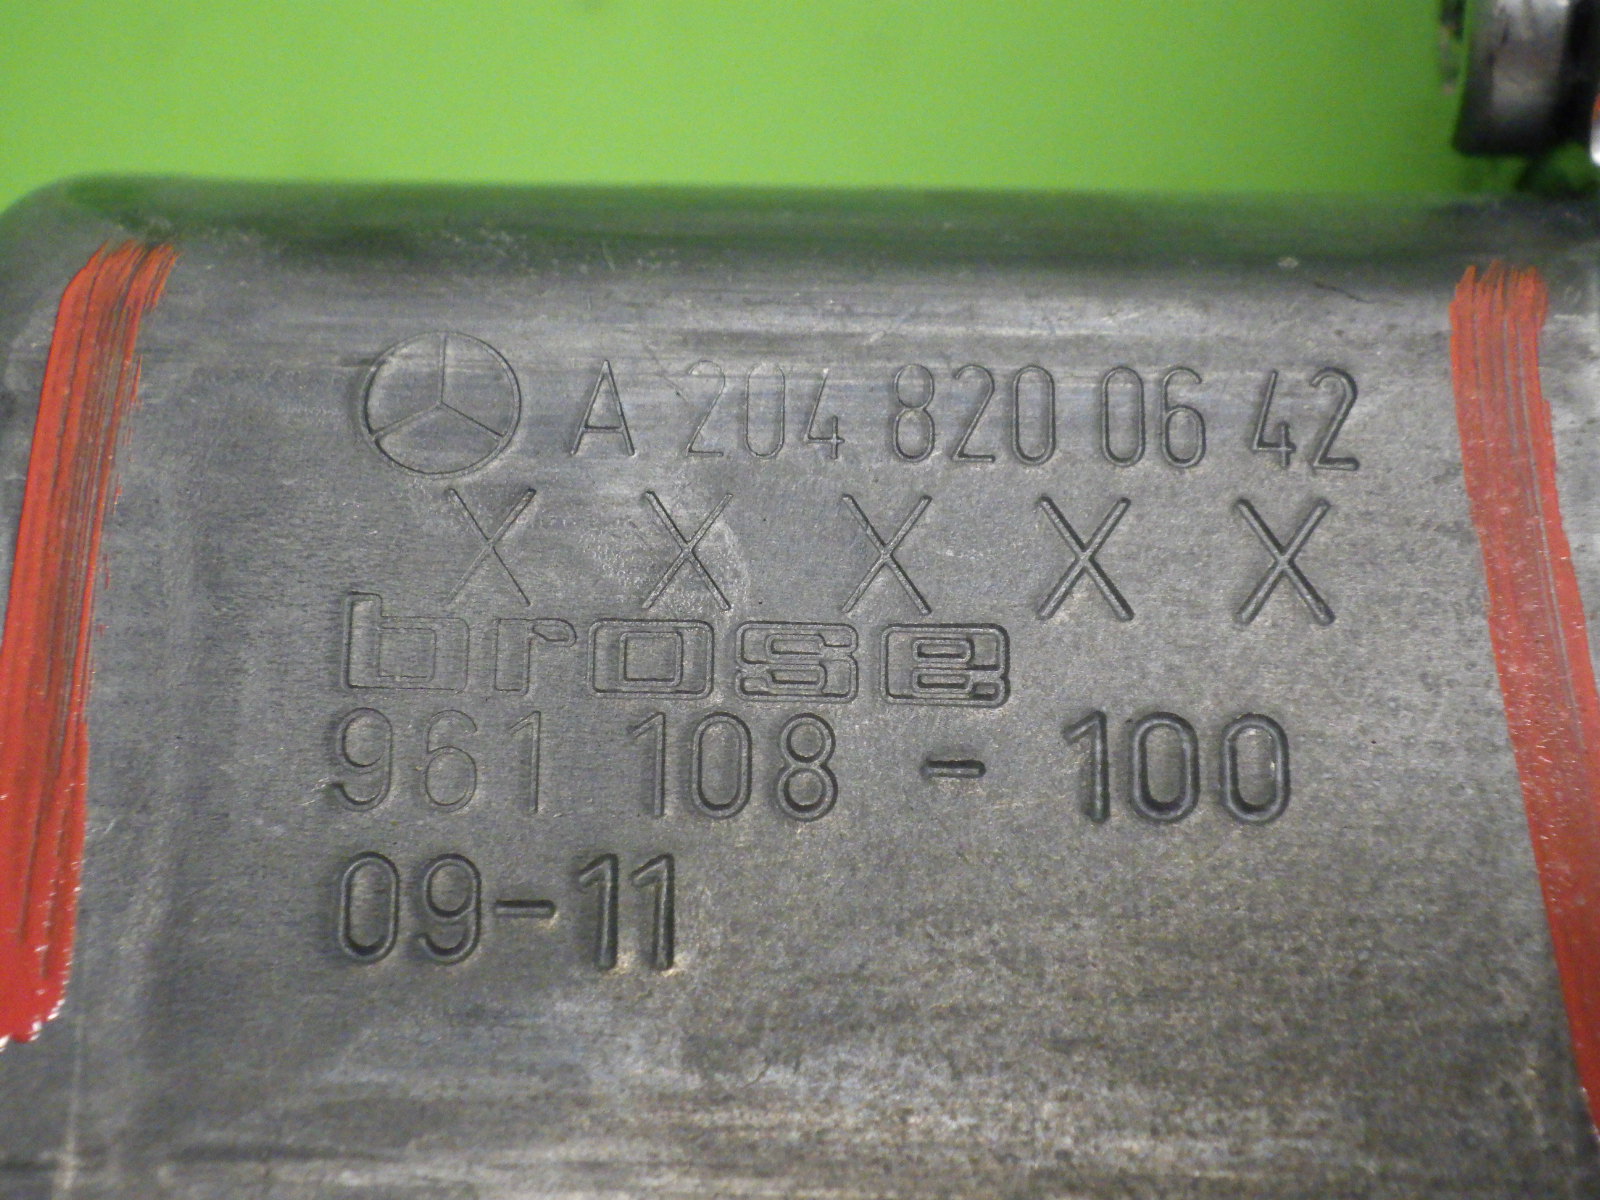 A 204 820 06 42
X X X X X
brose
961 108 - 100
09-11